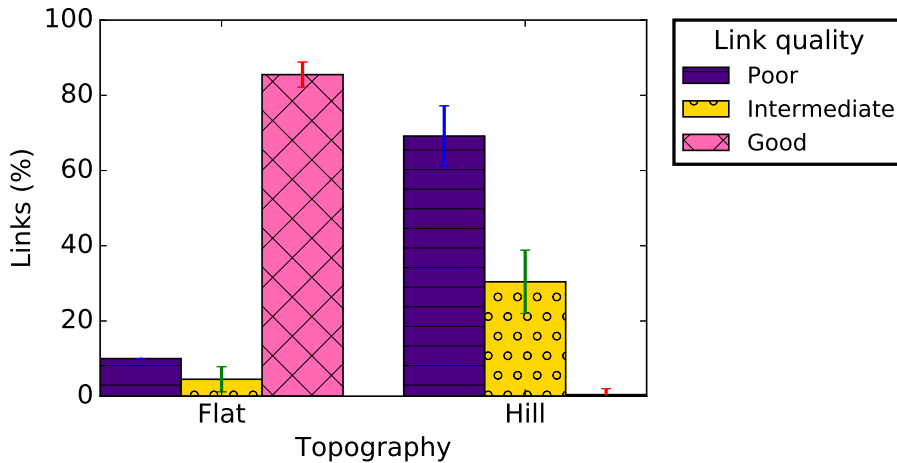 100
80
60
40
20
0
Links (%)
Flat
Hill
Topography
Link quality
Poor
Intermediate
Good